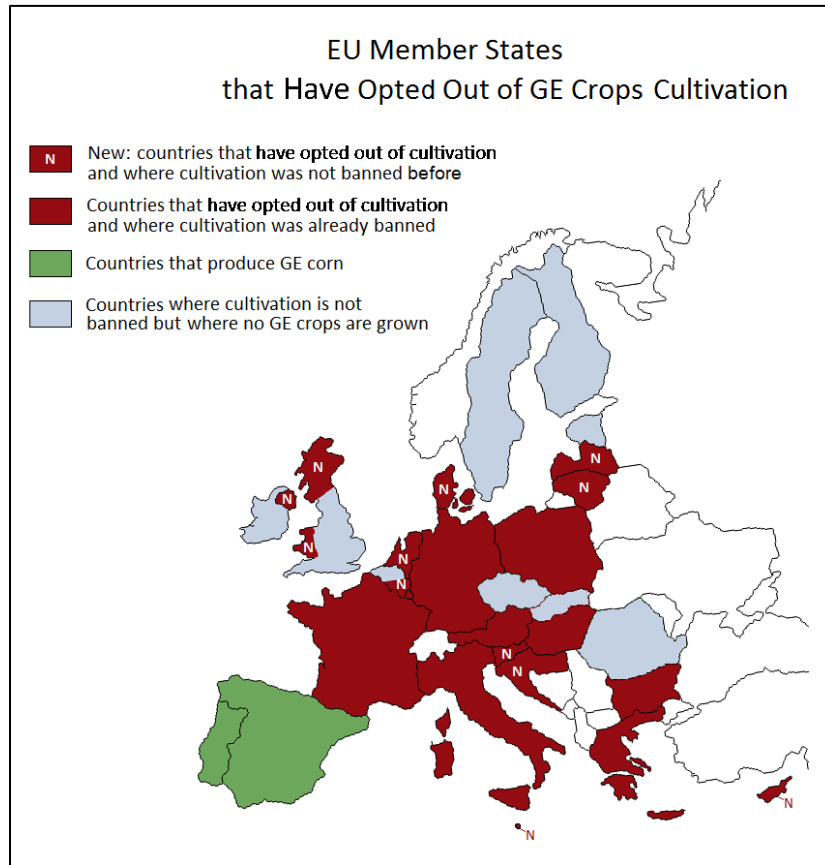 EU Member States
that Have Opted Out of GE Crops Cultivation
N
New: countries that have opted out of cultivation
and where cultivation was not banned before
Countries that have opted out of cultivation
and where cultivation was already banned
Countries that produce GE corn
Countries where cultivation is not
banned but where no GE crops are grown
N
N
N
N
N
N
N
N
N
N
N
N